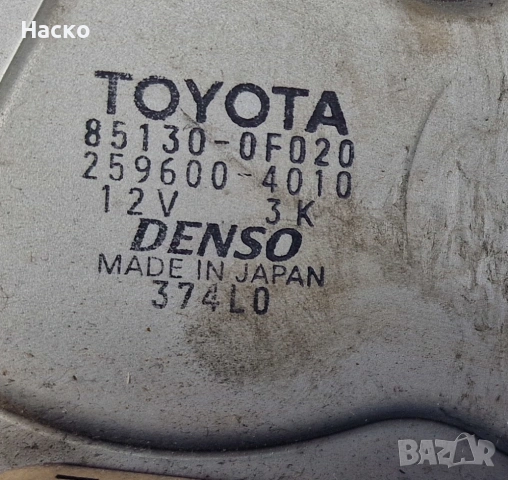 Наско
TOYOTA
85130-0F020
259600-4010
12V 3K
DENSO
MADE IN JAPAN
374L0
BAZAR